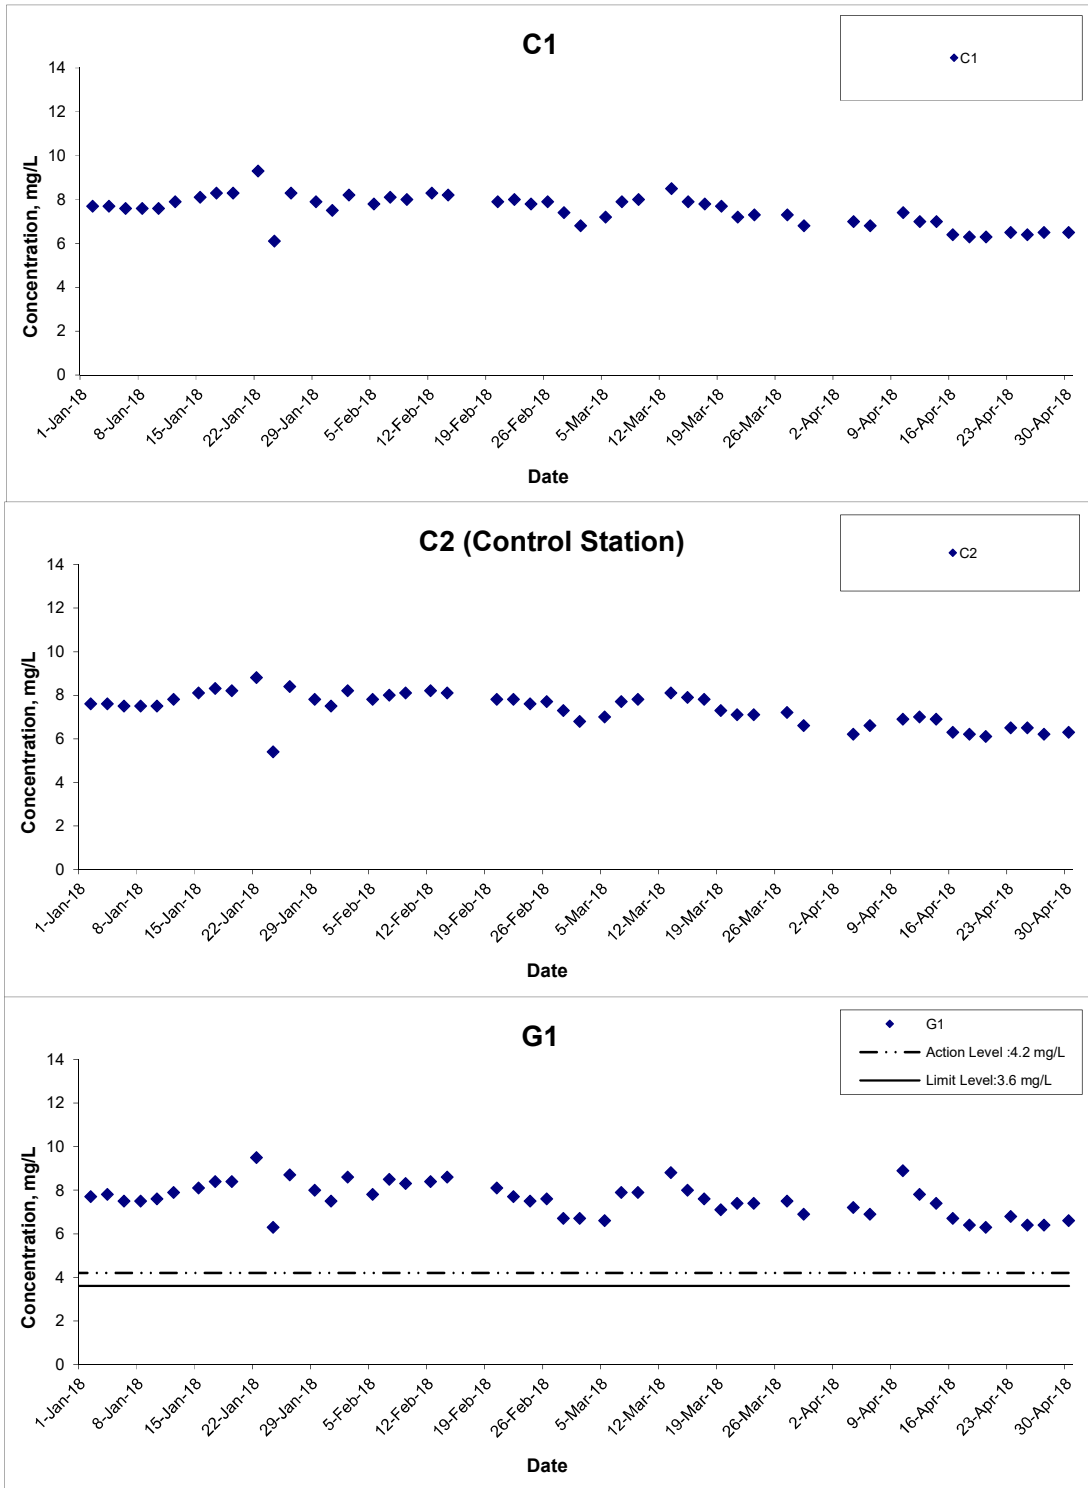 C1
C1
14
12
10
8
6
4
2
0
Concentration, mg/L
1-Jan-18
8-Jan-18
15-Jan-18
22-Jan-18
29-Jan-18
5-Feb-18
12-Feb-18
19-Feb-18
26-Feb-18
5-Mar-18
12-Mar-18
19-Mar-18
26-Mar-18
2-Apr-18
9-Apr-18
16-Apr-18
23-Apr-18
30-Apr-18
Date
C2 (Control Station)
C2
14
12
10
8
6
4
2
0
Concentration, mg/L
1-Jan-18
8-Jan-18
15-Jan-18
22-Jan-18
29-Jan-18
5-Feb-18
12-Feb-18
19-Feb-18
26-Feb-18
5-Mar-18
12-Mar-18
19-Mar-18
26-Mar-18
2-Apr-18
9-Apr-18
16-Apr-18
23-Apr-18
30-Apr-18
Date
G1
G1
Action Level :4.2 mg/L
Limit Level:3.6 mg/L
14
12
10
8
6
4
2
0
Concentration, mg/L
1-Jan-18
8-Jan-18
15-Jan-18
22-Jan-18
29-Jan-18
5-Feb-18
12-Feb-18
19-Feb-18
26-Feb-18
5-Mar-18
12-Mar-18
19-Mar-18
26-Mar-18
2-Apr-18
9-Apr-18
16-Apr-18
23-Apr-18
30-Apr-18
Date